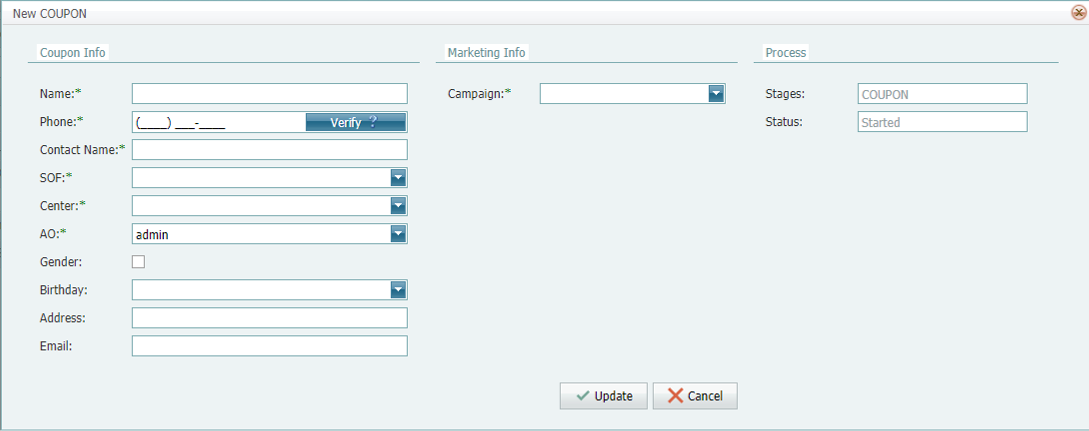 New COUPON
Coupon Info
Name:*
Phone:* (____) ___-____ Verify ?
Contact Name:*
SOF:*
Center:*
AO:* admin
Gender:
Birthday:
Address:
Email:
Marketing Info
Campaign:*
Process
Stages: COUPON
Status: Started
Update Cancel